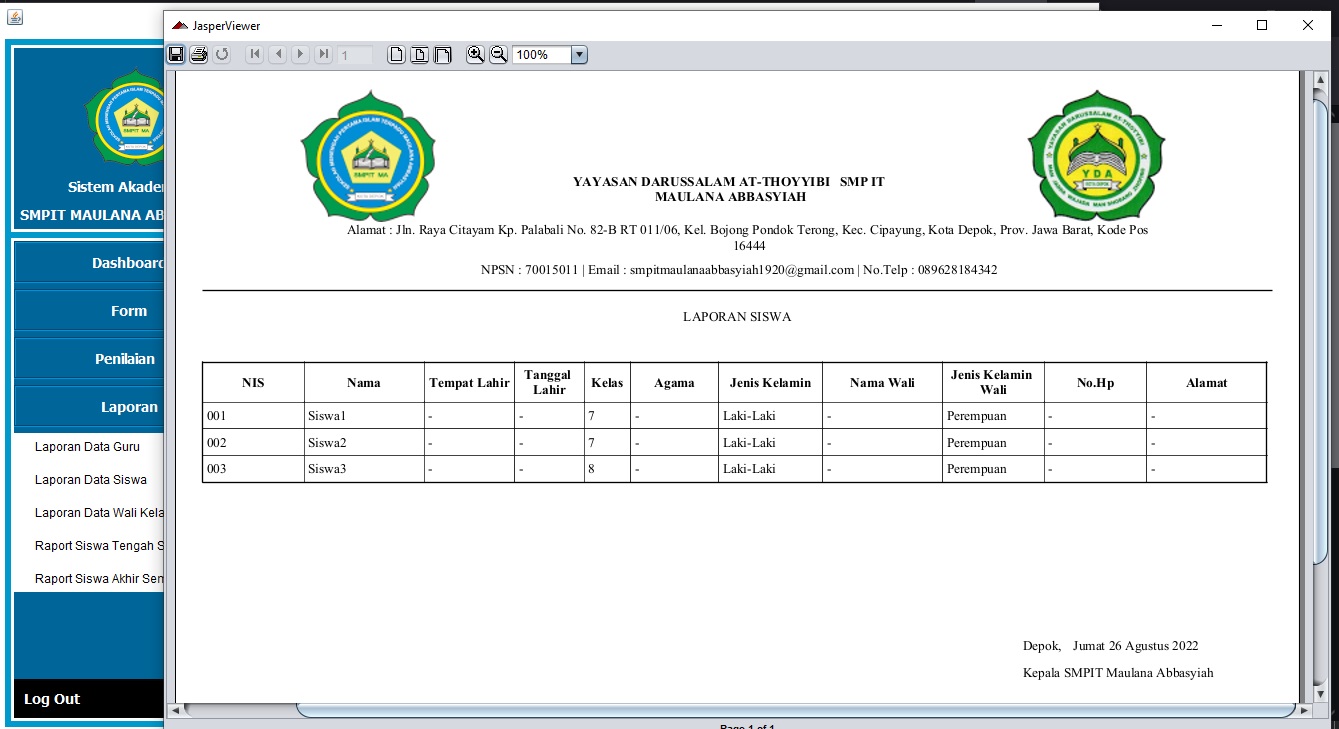 JasperViewer
1
100%
SMPIT MA
Sistem Akade
SMPIT MAULANA AB
Dashboard
Form
Penilaian
Laporan
Laporan Data Guru
Laporan Data Siswa
Laporan Data Wali Kela
Raport Siswa Tengah S
Raport Siswa Akhir Sem
Log Out
SMPIT MA
YAYASAN DARUSSALAM AT-THOYYIBI
YDA
YAYASAN DARUSSALAM AT-THOYYIBI SMP IT
MAULANA ABBASYIAH
Alamat : Jln. Raya Citayam Kp. Palabali No. 82-B RT 011/06, Kel. Bojong Pondok Terong, Kec. Cipayung, Kota Depok, Prov. Jawa Barat, Kode Pos
16444
NPSN : 70015011 | Email : smpitmaulanaabbasyiah1920@gmail.com | No.Telp : 089628184342
LAPORAN SISWA
NIS Nama Tempat Lahir Tanggal Lahir Kelas Agama Jenis Kelamin Nama Wali Jenis Kelamin Wali No.Hp Alamat
001 Siswa1 - - 7 - Laki-Laki - Perempuan - -
002 Siswa2 - - 7 - Laki-Laki - Perempuan - -
003 Siswa3 - - 8 - Laki-Laki - Perempuan - -
Depok, Jumat 26 Agustus 2022
Kepala SMPIT Maulana Abbasyiah
Page 1 of 1